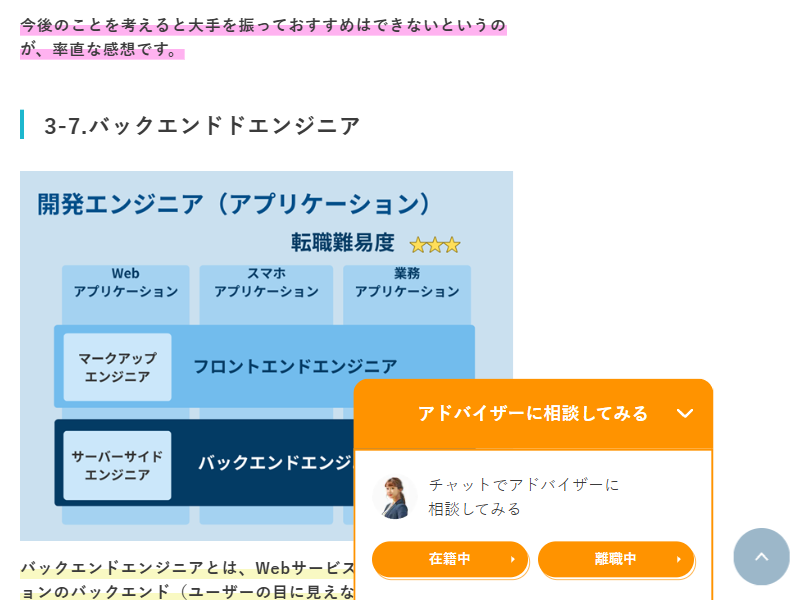 今後のことを考えると大手を振っておすすめはできないというの
が、率直な感想です。
3-7.バックエンドドエンジニア
開発エンジニア（アプリケーション）
転職難易度 ★★★
Web
アプリケーション
スマホ
アプリケーション
業務
アプリケーション
マークアップ
エンジニア
フロントエンドエンジニア
サーバーサイド
エンジニア
バックエンドエンジ
アドバイザーに相談してみる
チャットでアドバイザーに
相談してみる
在籍中
離職中
バックエンドエンジニアとは、Webサービス
ョンのバックエンド（ユーザーの目に見えな